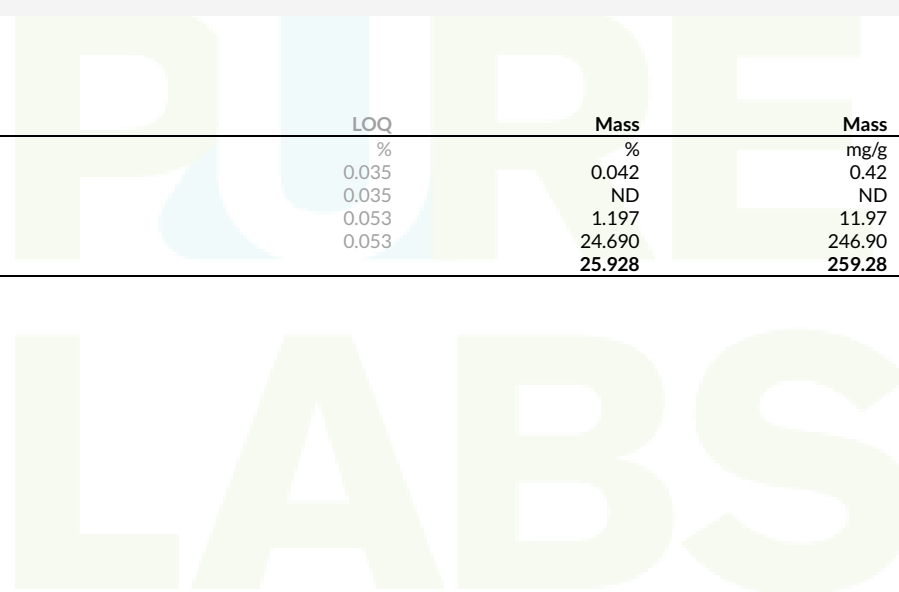 PURE
LOQ Mass Mass
% % mg/g
0.035 0.042 0.42
0.035 ND ND
0.053 1.197 11.97
0.053 24.690 246.90
25.928 259.28
LABS